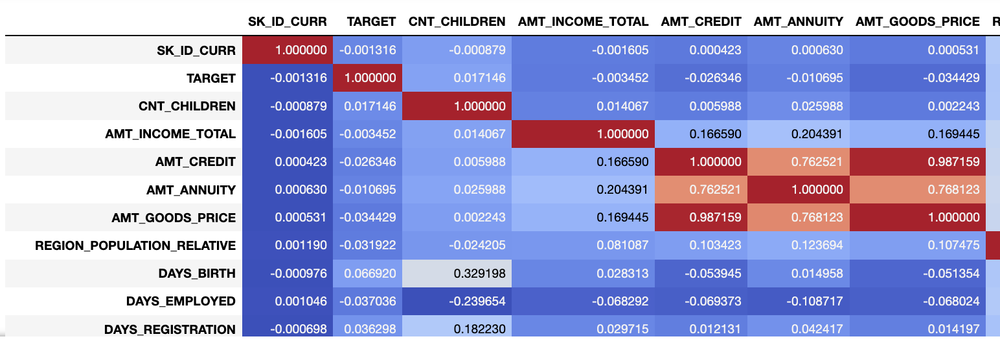 SK_ID_CURR TARGET CNT_CHILDREN AMT_INCOME_TOTAL AMT_CREDIT AMT_ANNUITY AMT_GOODS_PRICE R
SK_ID_CURR 1.000000 -0.001316 -0.000879 -0.001605 0.000423 0.000630 0.000531
TARGET -0.001316 1.000000 0.017146 -0.003452 -0.026346 -0.010695 -0.034429
CNT_CHILDREN -0.000879 0.017146 1.000000 0.014067 0.005988 0.025988 0.002243
AMT_INCOME_TOTAL -0.001605 -0.003452 0.014067 1.000000 0.166590 0.204391 0.169445
AMT_CREDIT 0.000423 -0.026346 0.005988 0.166590 1.000000 0.762521 0.987159
AMT_ANNUITY 0.000630 -0.010695 0.025988 0.204391 0.762521 1.000000 0.768123
AMT_GOODS_PRICE 0.000531 -0.034429 0.002243 0.169445 0.987159 0.768123 1.000000
REGION_POPULATION_RELATIVE 0.001190 -0.031922 -0.024205 0.081087 0.103423 0.123694 0.107475
DAYS_BIRTH -0.000976 0.066920 0.329198 0.028313 -0.053945 0.014958 -0.051354
DAYS_EMPLOYED 0.001046 -0.037036 -0.239654 -0.068292 -0.069373 -0.108717 -0.068024
DAYS_REGISTRATION -0.000698 0.036298 0.182230 0.029715 0.012131 0.042417 0.014197